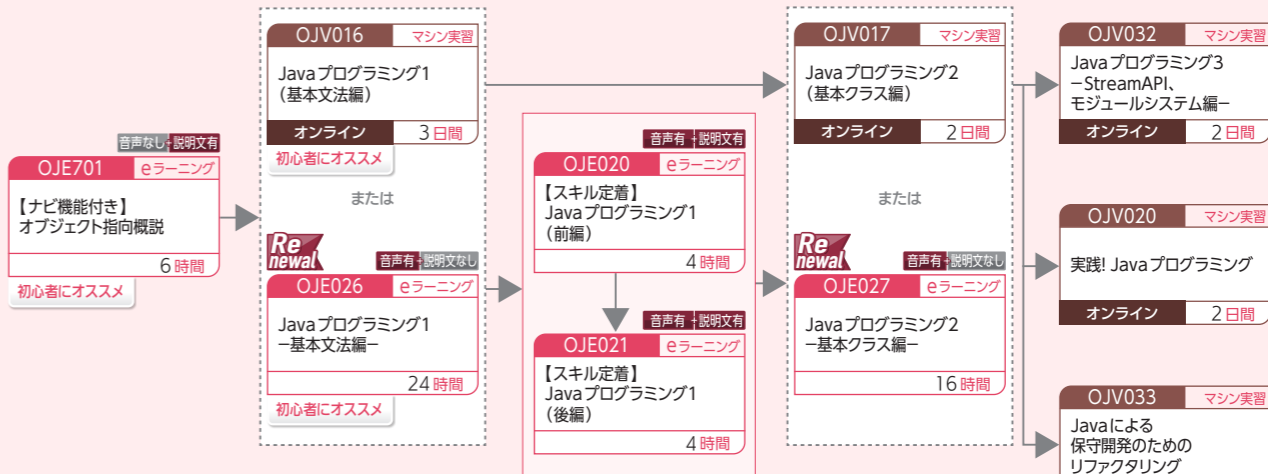 音声なし+説明文有
OJE701 eラーニング
【ナビ機能付き】
オブジェクト指向概説
6時間
初心者にオススメ
OJV016 マシン実習
Javaプログラミング1
(基本文法編)
オンライン 3日間
初心者にオススメ
または
Re
newal
音声有+説明文なし
OJE026 eラーニング
Javaプログラミング1
−基本文法編−
24時間
初心者にオススメ
音声有+説明文有
OJE020 eラーニング
【スキル定着】
Javaプログラミング1
(前編)
4時間
音声有+説明文有
OJE021 eラーニング
【スキル定着】
Javaプログラミング1
(後編)
4時間
OJV017 マシン実習
Javaプログラミング2
(基本クラス編)
オンライン 2日間
または
Re
newal
音声有+説明文なし
OJE027 eラーニング
Javaプログラミング2
−基本クラス編−
16時間
OJV032 マシン実習
Javaプログラミング3
−StreamAPI、
モジュールシステム編−
オンライン 2日間
OJV020 マシン実習
実践! Javaプログラミング
オンライン 2日間
OJV033 マシン実習
Javaによる
保守開発のための
リファクタリング